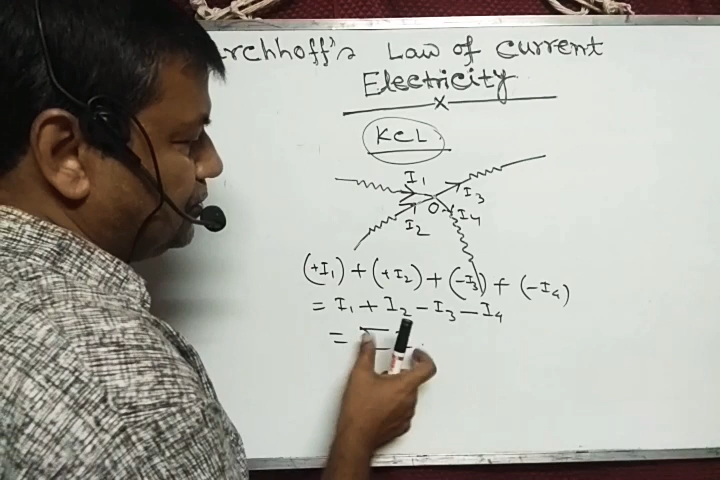 rchhoff's Law of current
Electricity
KCL
I₁
I₃
O
I₄
I₂
(+I₁) + (+I₂) + (-I₃) + (-I₄)
= I₁ + I₂ - I₃ - I₄
=